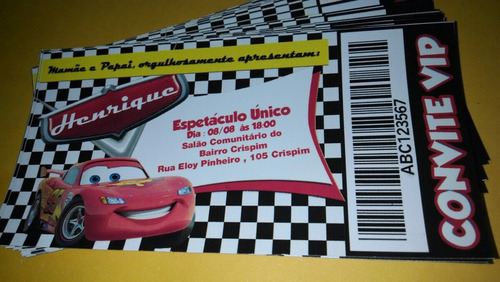 Mamãe e Papai, orgulhosamente apresentam:
Henrique
Espetáculo Único
Dia : 08/08 às 18:00
Salão Comunitário do
Bairro Crispim
Rua Eloy Pinheiro , 105 Crispim
ABC123567
CONVITE VIP